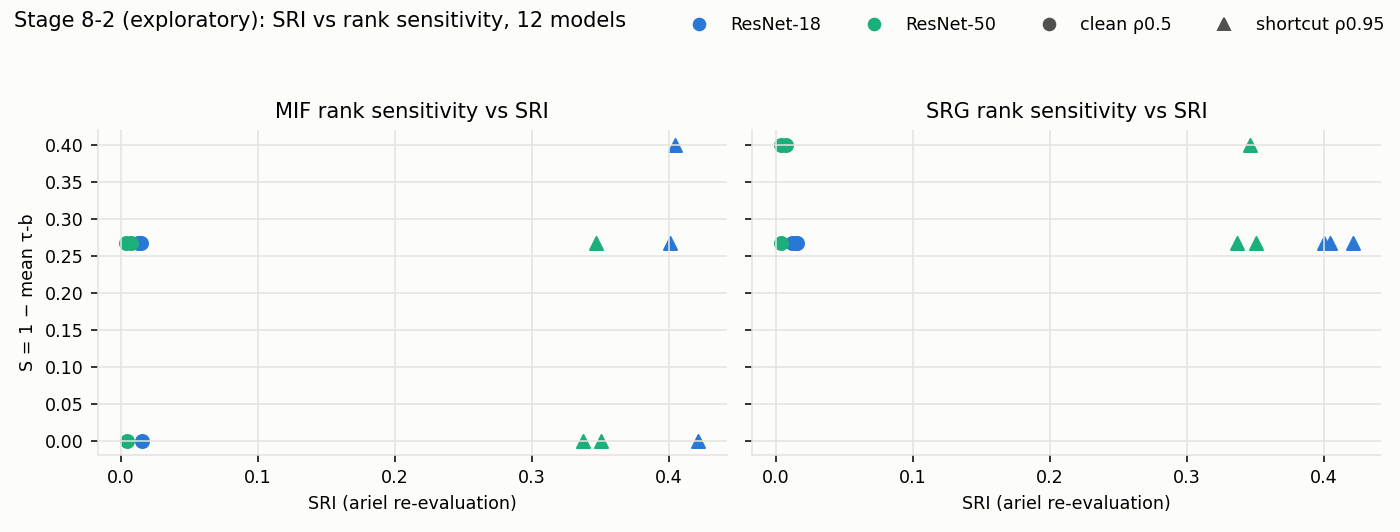 Stage 8-2 (exploratory): SRI vs rank sensitivity, 12 models
ResNet-18
ResNet-50
clean ρ0.5
shortcut ρ0.95
MIF rank sensitivity vs SRI
SRG rank sensitivity vs SRI
S = 1 − mean τ-b
0.40
0.35
0.30
0.25
0.20
0.15
0.10
0.05
0.00
0.0 0.1 0.2 0.3 0.4
0.0 0.1 0.2 0.3 0.4
SRI (ariel re-evaluation)
SRI (ariel re-evaluation)